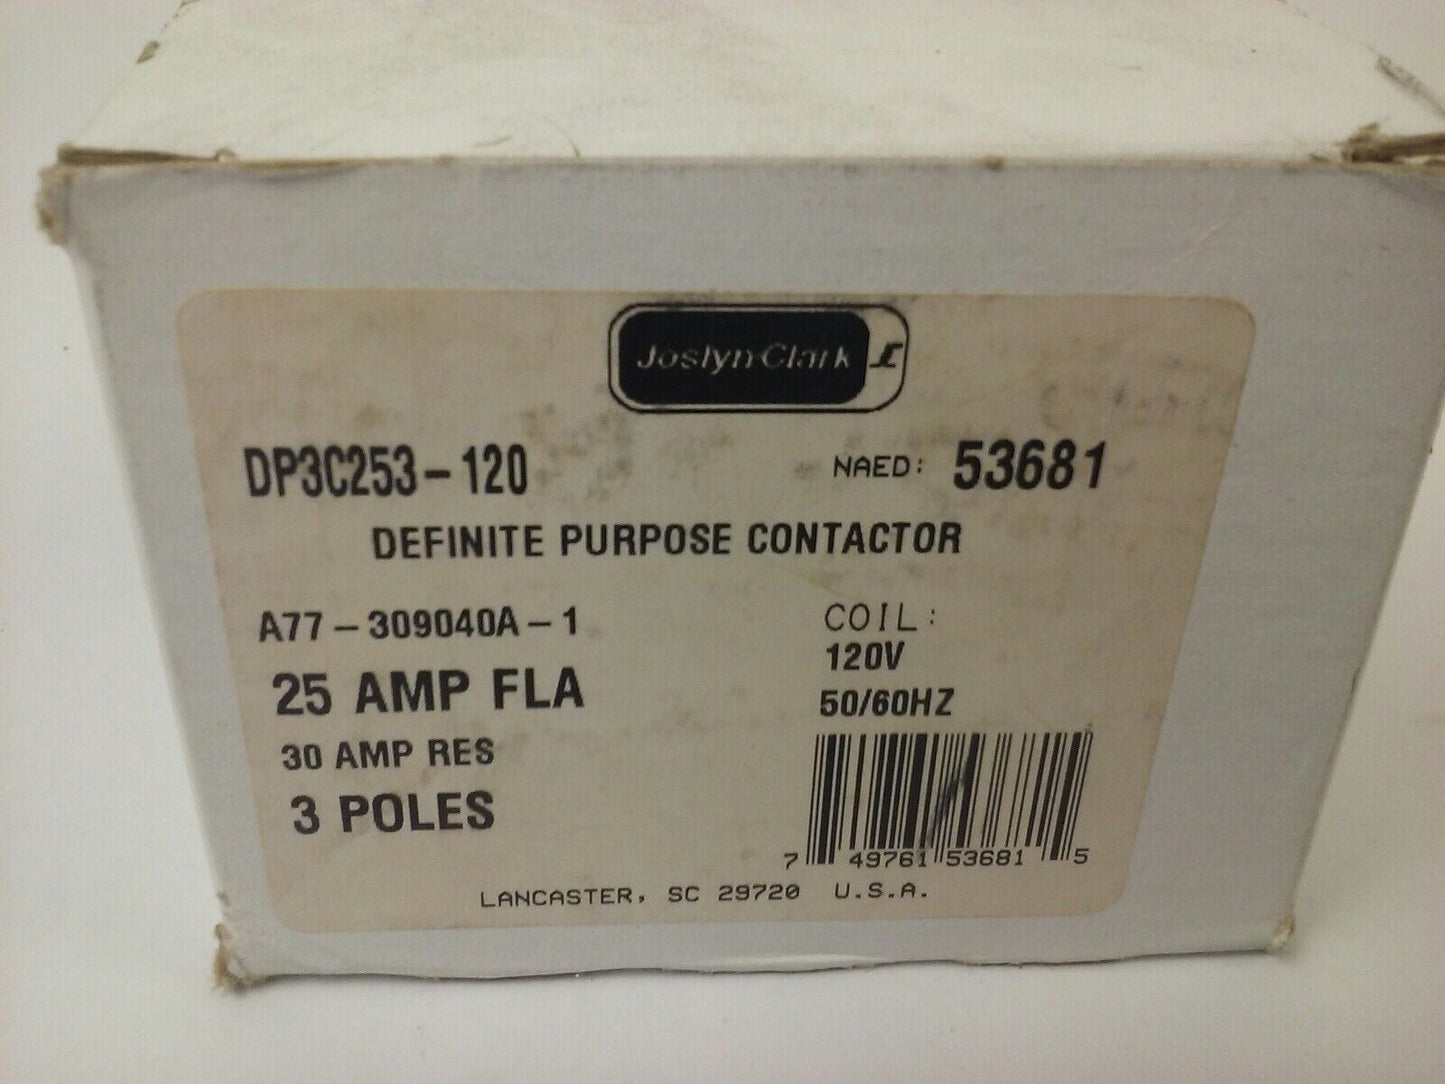 Joslyn Clark
DP3C253-120 NAED: 53681
DEFINITE PURPOSE CONTACTOR
A77-309040A-1
25 AMP FLA
30 AMP RES
3 POLES
COIL:
120V
50/60HZ
7 49761 53681 5
LANCASTER, SC 29720 U.S.A.